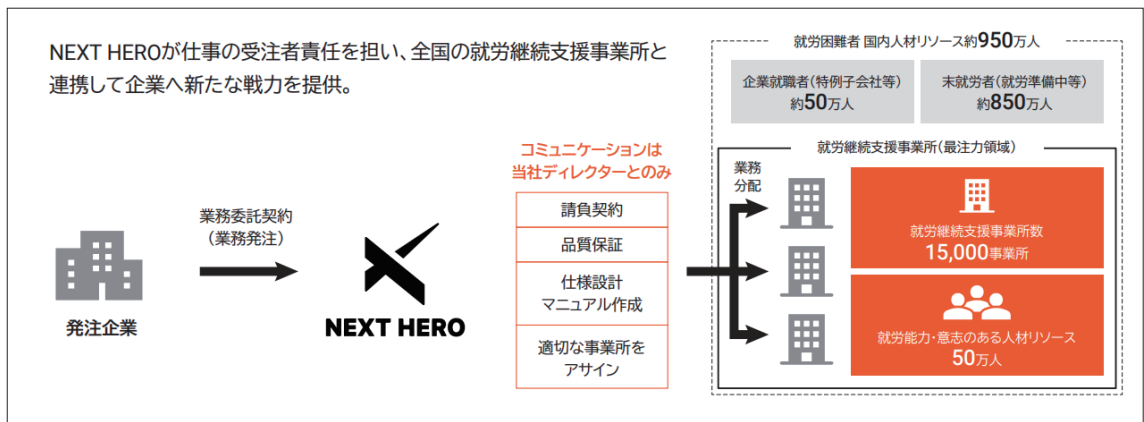 NEXT HEROが仕事の受注者責任を担い、全国の就労継続支援事業所と
連携して企業へ新たな戦力を提供。
発注企業
業務委託契約
（業務発注）
NEXT HERO
コミュニケーションは
当社ディレクターとのみ
請負契約
品質保証
仕様設計
マニュアル作成
適切な事業所を
アサイン
就労困難者 国内人材リソース約950万人
企業就職者（特例子会社等）
約50万人
末就労者（就労準備中等）
約850万人
就労継続支援事業所（最注力領域）
業務
分配
就労継続支援事業所数
15,000事業所
就労能力・意志のある人材リソース
50万人